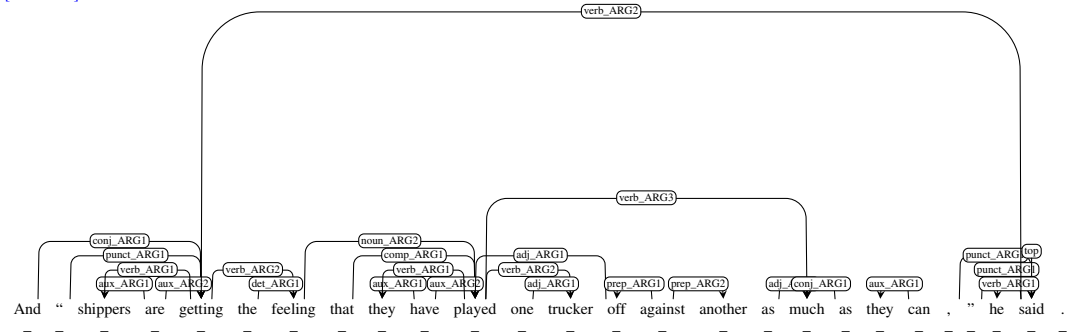 verb_ARG2
verb_ARG3
conj_ARG1 noun_ARG2
punct_ARG1 comp_ARG1 adj_ARG1 punct_ARG1 top
verb_ARG1 verb_ARG2 verb_ARG1 verb_ARG2 punct_ARG1
aux_ARG1 aux_ARG2 det_ARG1 aux_ARG1 aux_ARG2 adj_ARG1 prep_ARG1 prep_ARG2 conj_ARG1 aux_ARG1 verb_ARG1
And “ shippers are getting the feeling that they have played one trucker off against another as much as they can , ” he said .